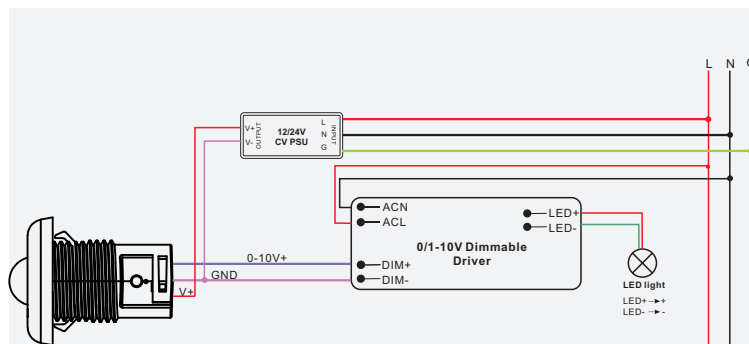 L N
V+ OUTPUT 12/24V INPUT L
V- CV PSU N
G
ACN
ACL
LED+
LED-
0/1-10V Dimmable
Driver
0-10V+
DIM+
GND
DIM-
V+
LED light
LED+ → +
LED- → -